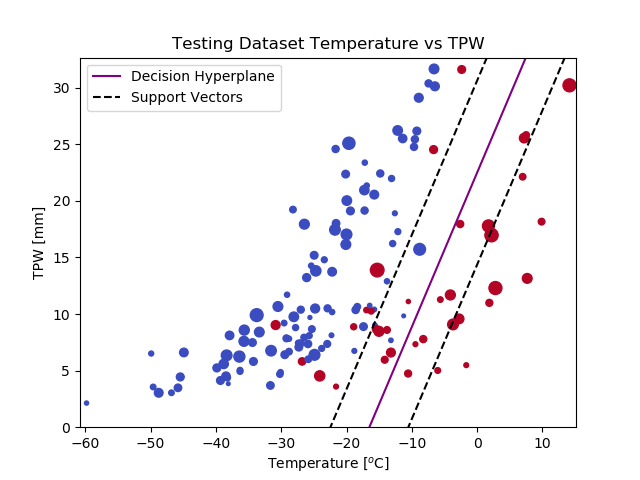 Testing Dataset Temperature vs TPW
Decision Hyperplane
Support Vectors
TPW [mm]
30
25
20
15
10
5
0
−60 −50 −40 −30 −20 −10 0 10
Temperature [°C]